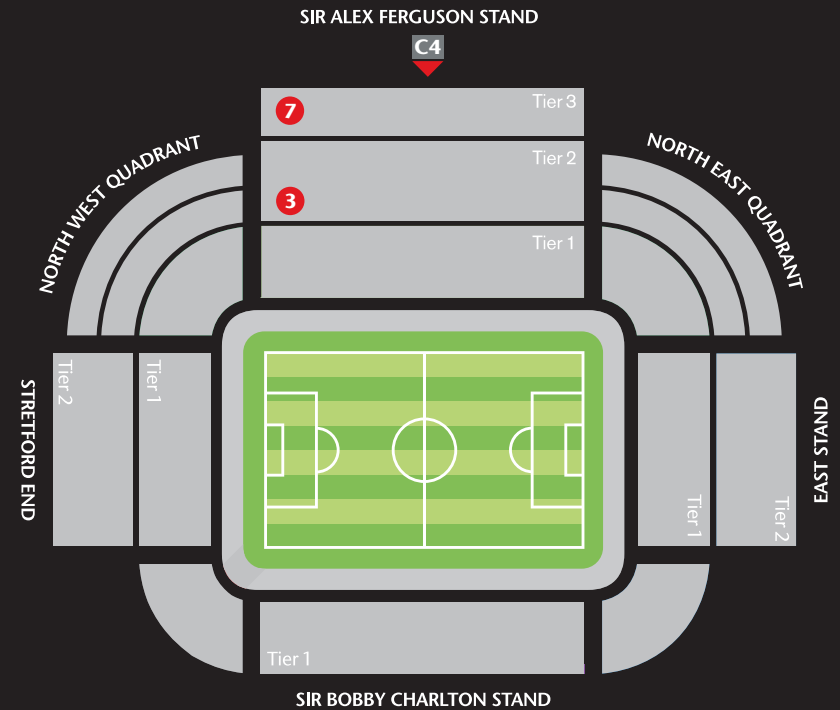 SIR ALEX FERGUSON STAND
C4
7
Tier 3
Tier 2
3
Tier 1
NORTH WEST QUADRANT
NORTH EAST QUADRANT
STRETFORD END
Tier 2
Tier 1
Tier 1
Tier 2
EAST STAND
Tier 1
SIR BOBBY CHARLTON STAND